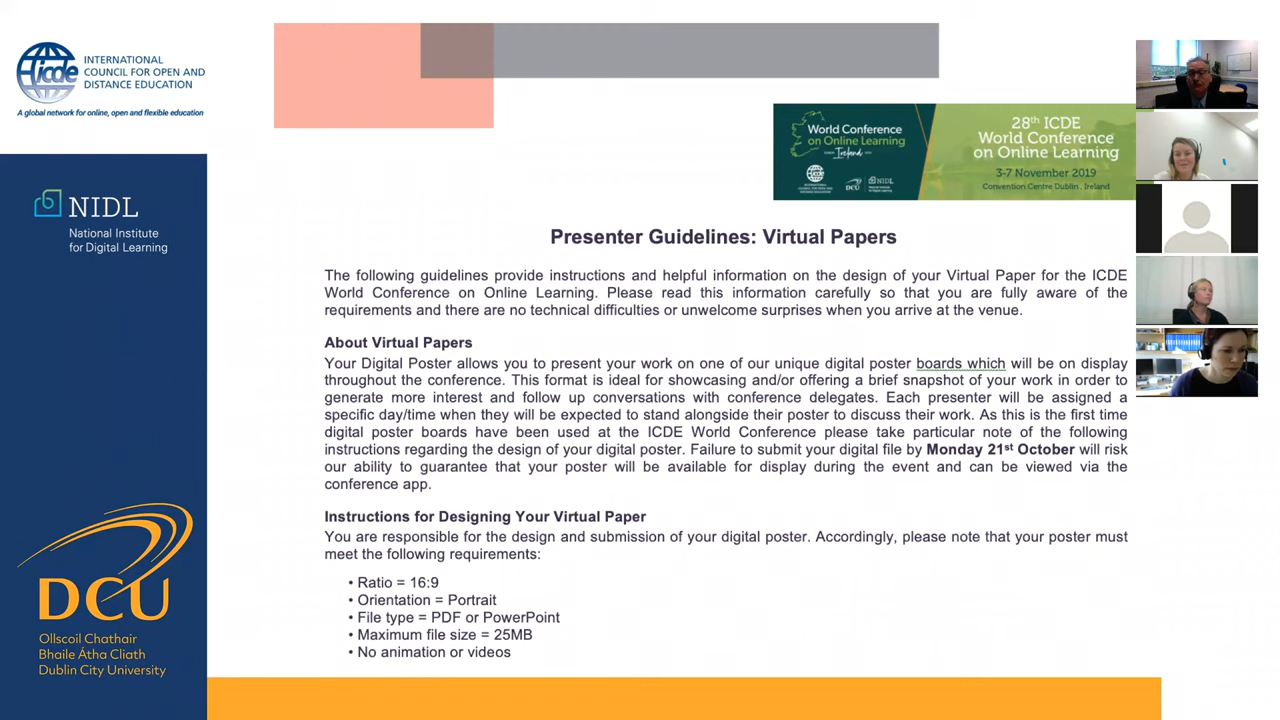 icde
INTERNATIONAL
COUNCIL FOR OPEN AND
DISTANCE EDUCATION
A global network for online, open and flexible education
NIDL
National Institute
for Digital Learning
DCU
Ollscoil Chathair
Bhaile Átha Cliath
Dublin City University
World Conference
on Online Learning
Ireland
DCU
NIDL
28th ICDE
World Conference
on Online Learning
3-7 November 2019
Convention Centre Dublin, Ireland
Presenter Guidelines: Virtual Papers
The following guidelines provide instructions and helpful information on the design of your Virtual Paper for the ICDE
World Conference on Online Learning. Please read this information carefully so that you are fully aware of the
requirements and there are no technical difficulties or unwelcome surprises when you arrive at the venue.
About Virtual Papers
Your Digital Poster allows you to present your work on one of our unique digital poster boards which will be on display
throughout the conference. This format is ideal for showcasing and/or offering a brief snapshot of your work in order to
generate more interest and follow up conversations with conference delegates. Each presenter will be assigned a
specific day/time when they will be expected to stand alongside their poster to discuss their work. As this is the first time
digital poster boards have been used at the ICDE World Conference please take particular note of the following
instructions regarding the design of your digital poster. Failure to submit your digital file by Monday 21st October will risk
our ability to guarantee that your poster will be available for display during the event and can be viewed via the
conference app.
Instructions for Designing Your Virtual Paper
You are responsible for the design and submission of your digital poster. Accordingly, please note that your poster must
meet the following requirements:
• Ratio = 16:9
• Orientation = Portrait
• File type = PDF or PowerPoint
• Maximum file size = 25MB
• No animation or videos